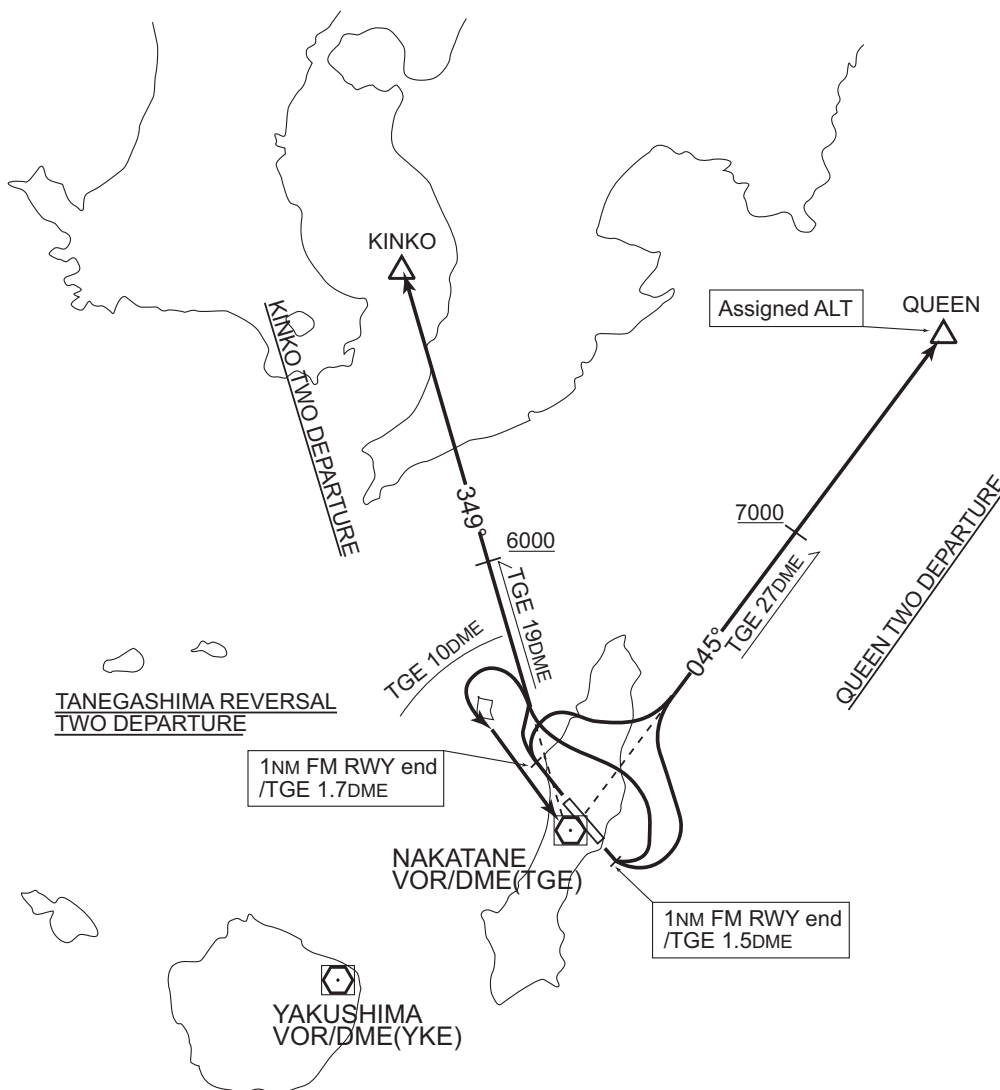 KINKO
Assigned ALT
QUEEN
KINKO TWO DEPARTURE
349°
6000
7000
TGE 19DME
TGE 27DME
045°
QUEEN TWO DEPARTURE
TGE 10DME
TANEGASHIMA REVERSAL
TWO DEPARTURE
1NM FM RWY end
/TGE 1.7DME
NAKATANE
VOR/DME(TGE)
1NM FM RWY end
/TGE 1.5DME
YAKUSHIMA
VOR/DME(YKE)